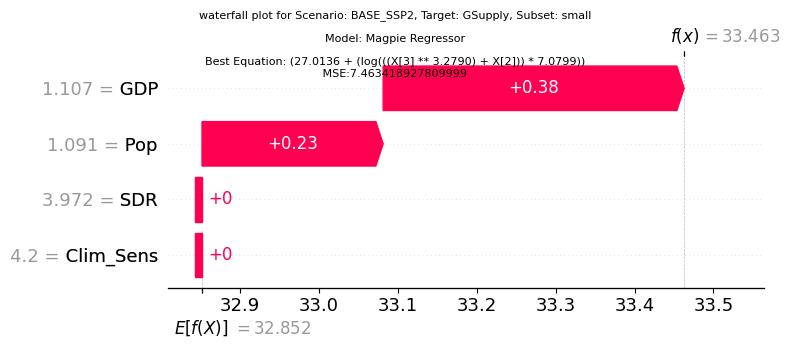 waterfall plot for Scenario: BASE_SSP2, Target: GSupply, Subset: small
Model: Magpie Regressor
Best Equation: (27.0136 + (log(((X[3] ** 3.2790) + X[2])) * 7.0799))
MSE:7.463418927809999
f(x) = 33.463
1.107 = GDP
+0.38
1.091 = Pop
+0.23
3.972 = SDR
+0
4.2 = Clim_Sens
+0
32.9 33.0 33.1 33.2 33.3 33.4 33.5
E[f(X)] = 32.852